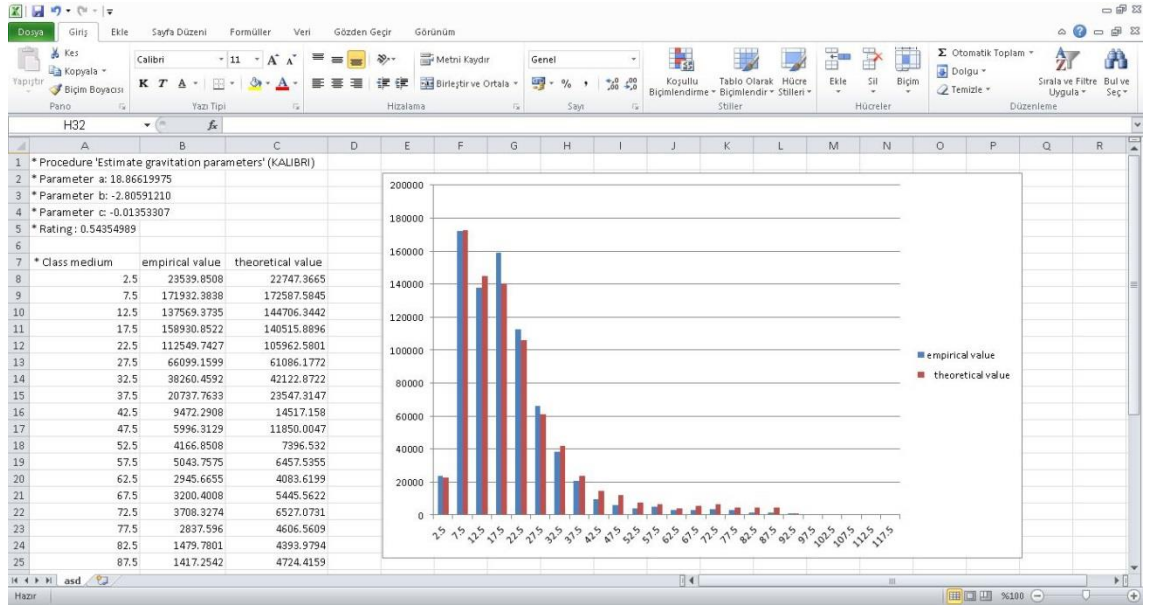 Dosya Giriş Ekle Sayfa Düzeni Formüller Veri Gözden Geçir Görünüm
Yapıştır
Kes
Kopyala
Biçim Boyacısı
Pano
Calibri 11
K T A
Yazı Tipi
Metni Kaydır
Birleştir ve Ortala
Hizalama
Genel
% ,
Sayı
Koşullu Biçimlendirme
Tablo Olarak Biçimlendir
Hücre Stilleri
Stiller
Ekle Sil Biçim
Hücreler
Σ Otomatik Toplam
Dolgu
Temizle
Sırala ve Filtre Uygula
Bul ve Seç
Düzenleme
H32 fx
A B C D E F G H I J K L M N O P Q R
1 * Procedure 'Estimate gravitation parameters' (KALIBRI)
2 * Parameter a: 18.86619975
3 * Parameter b: -2.80591210
4 * Parameter c: -0.01353307
5 * Rating: 0.54354989
6
7 * Class medium empirical value theoretical value
8 2.5 23539.8508 22747.3665
9 7.5 171932.3838 172587.5845
10 12.5 137569.3735 144706.3442
11 17.5 158930.8522 140515.8896
12 22.5 112549.7427 105962.5801
13 27.5 66099.1599 61086.1772
14 32.5 38260.4592 42122.8722
15 37.5 20737.7633 23547.3147
16 42.5 9472.2908 14517.158
17 47.5 5996.3129 11850.0047
18 52.5 4166.8508 7396.532
19 57.5 5043.7575 6457.5355
20 62.5 2945.6655 4083.6199
21 67.5 3200.4008 5445.5622
22 72.5 3708.3274 6527.0731
23 77.5 2837.596 4606.5609
24 82.5 1479.7801 4393.9794
25 87.5 1417.2542 4724.4159
200000
180000
160000
140000
120000
100000
80000
60000
40000
20000
0
2.5 7.5 12.5 17.5 22.5 27.5 32.5 37.5 42.5 47.5 52.5 57.5 62.5 67.5 72.5 77.5 82.5 87.5 92.5 97.5 102.5 107.5 112.5 117.5
empirical value
theoretical value
asd
Hazır %100